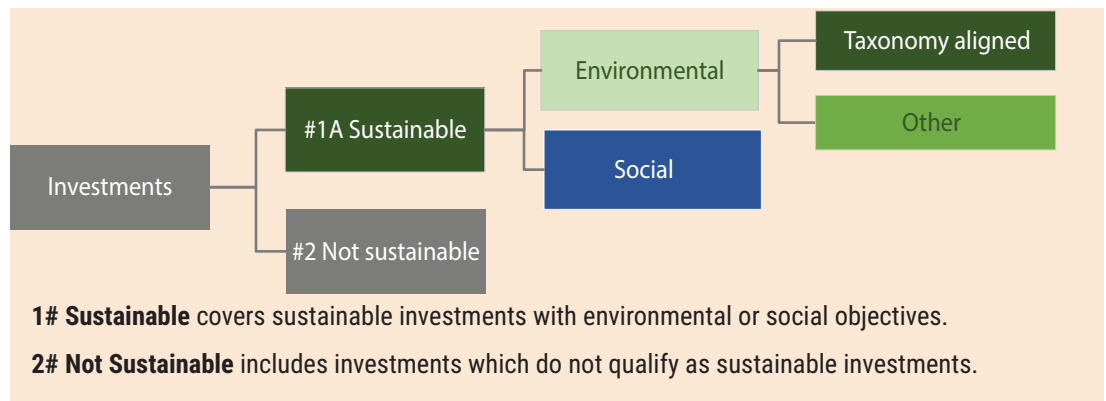 Investments
#1A Sustainable
#2 Not sustainable
Environmental
Social
Taxonomy aligned
Other
1# Sustainable covers sustainable investments with environmental or social objectives.
2# Not Sustainable includes investments which do not qualify as sustainable investments.